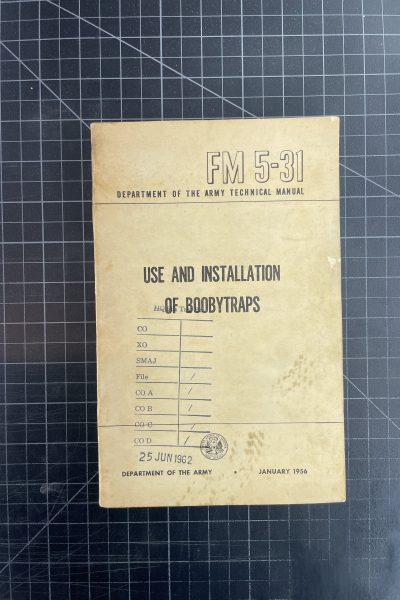 FM 5-31
DEPARTMENT OF THE ARMY TECHNICAL MANUAL
USE AND INSTALLATION
OF BOOBYTRAPS
CO
XO
SMAJ
File /
CO A /
CO B /
CO C /
CO D /
25 JUN 1962
DEPARTMENT OF THE ARMY • JANUARY 1956